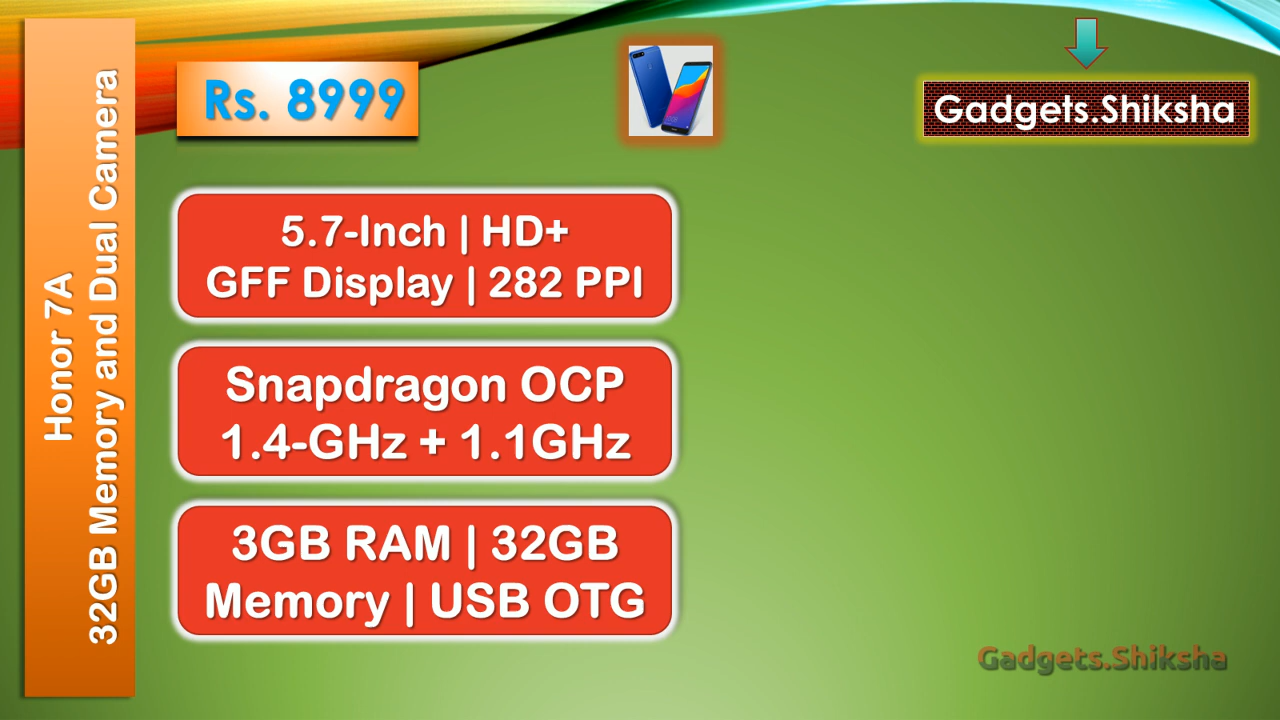 Honor 7A
32GB Memory and Dual Camera
Rs. 8999
Gadgets.Shiksha
5.7-Inch | HD+
GFF Display | 282 PPI
Snapdragon OCP
1.4-GHz + 1.1GHz
3GB RAM | 32GB
Memory | USB OTG
Gadgets.Shiksha